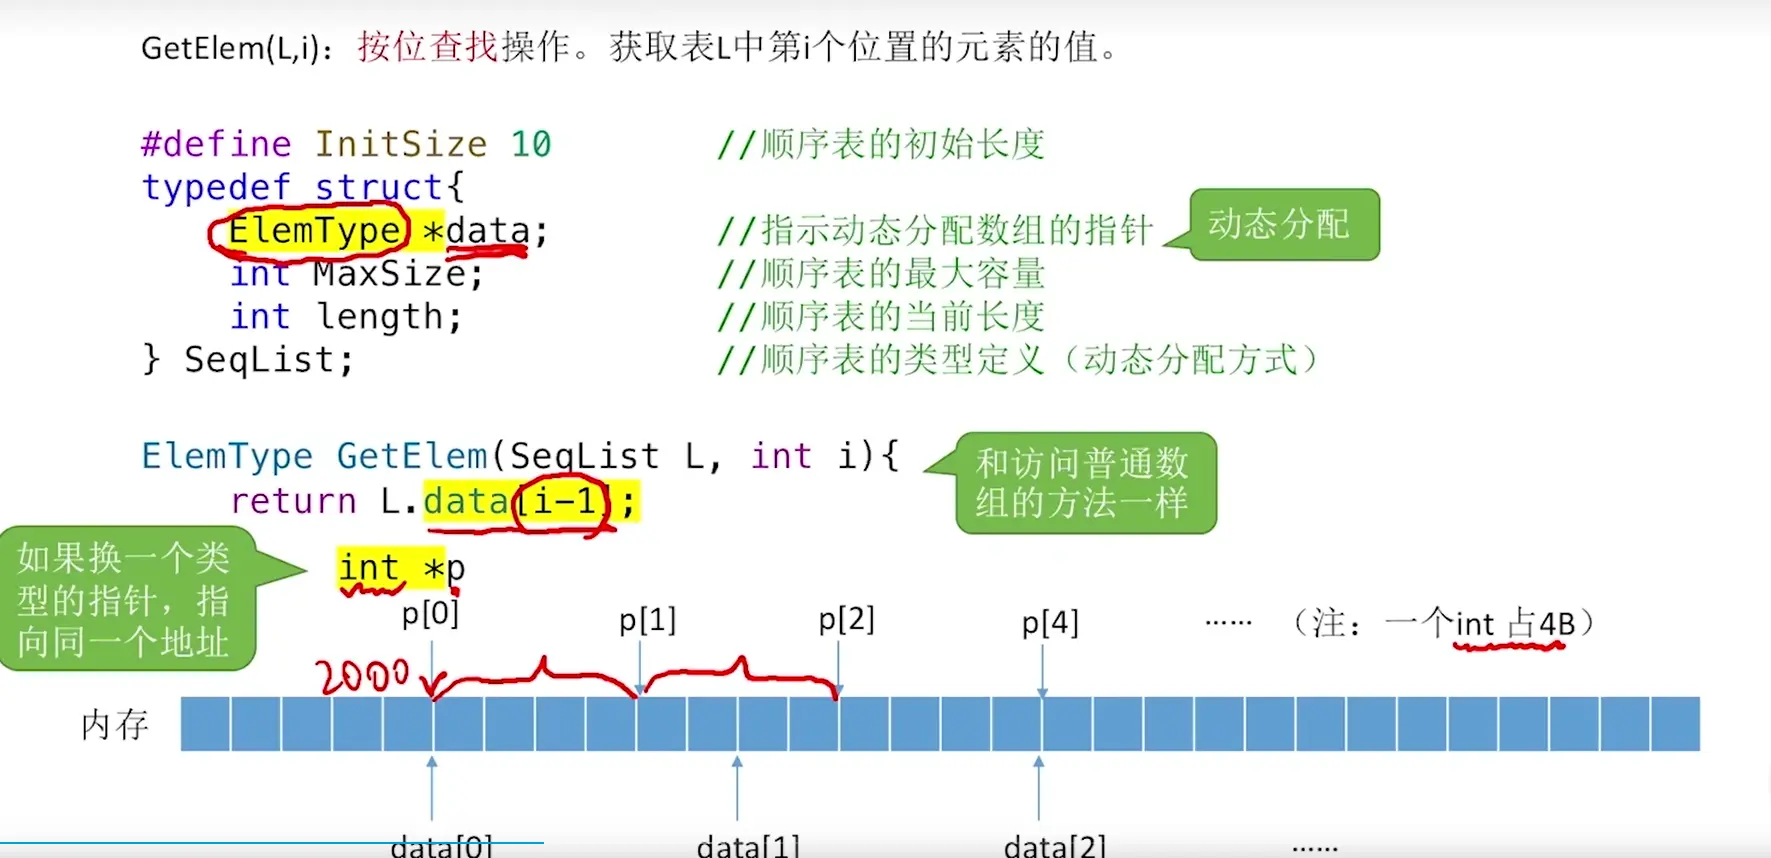 GetElem(L,i)：按位查找操作。获取表L中第i个位置的元素的值。
#define InitSize 10 //顺序表的初始长度
typedef struct{
ElemType *data; //指示动态分配数组的指针
动态分配
int MaxSize; //顺序表的最大容量
int length; //顺序表的当前长度
} SeqList; //顺序表的类型定义（动态分配方式）
ElemType GetElem(SeqList L, int i){
return L.data[i-1];
和访问普通数
组的方法一样
如果换一个类
型的指针，指
向同一个地址
int *p
p[0] p[1] p[2] p[4] …… （注：一个int 占4B）
2000
内存
data[0] data[1] data[2] ……